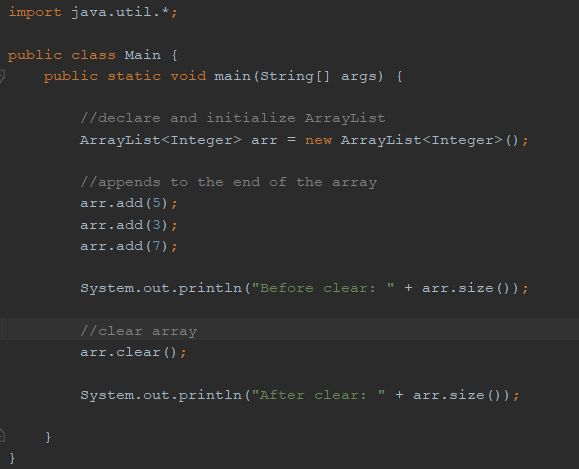 import java.util.*;
public class Main {
public static void main(String[] args) {
//declare and initialize ArrayList
ArrayList<Integer> arr = new ArrayList<Integer>();
//appends to the end of the array
arr.add(5);
arr.add(3);
arr.add(7);
System.out.println("Before clear: " + arr.size());
//clear array
arr.clear();
System.out.println("After clear: " + arr.size());
}
}